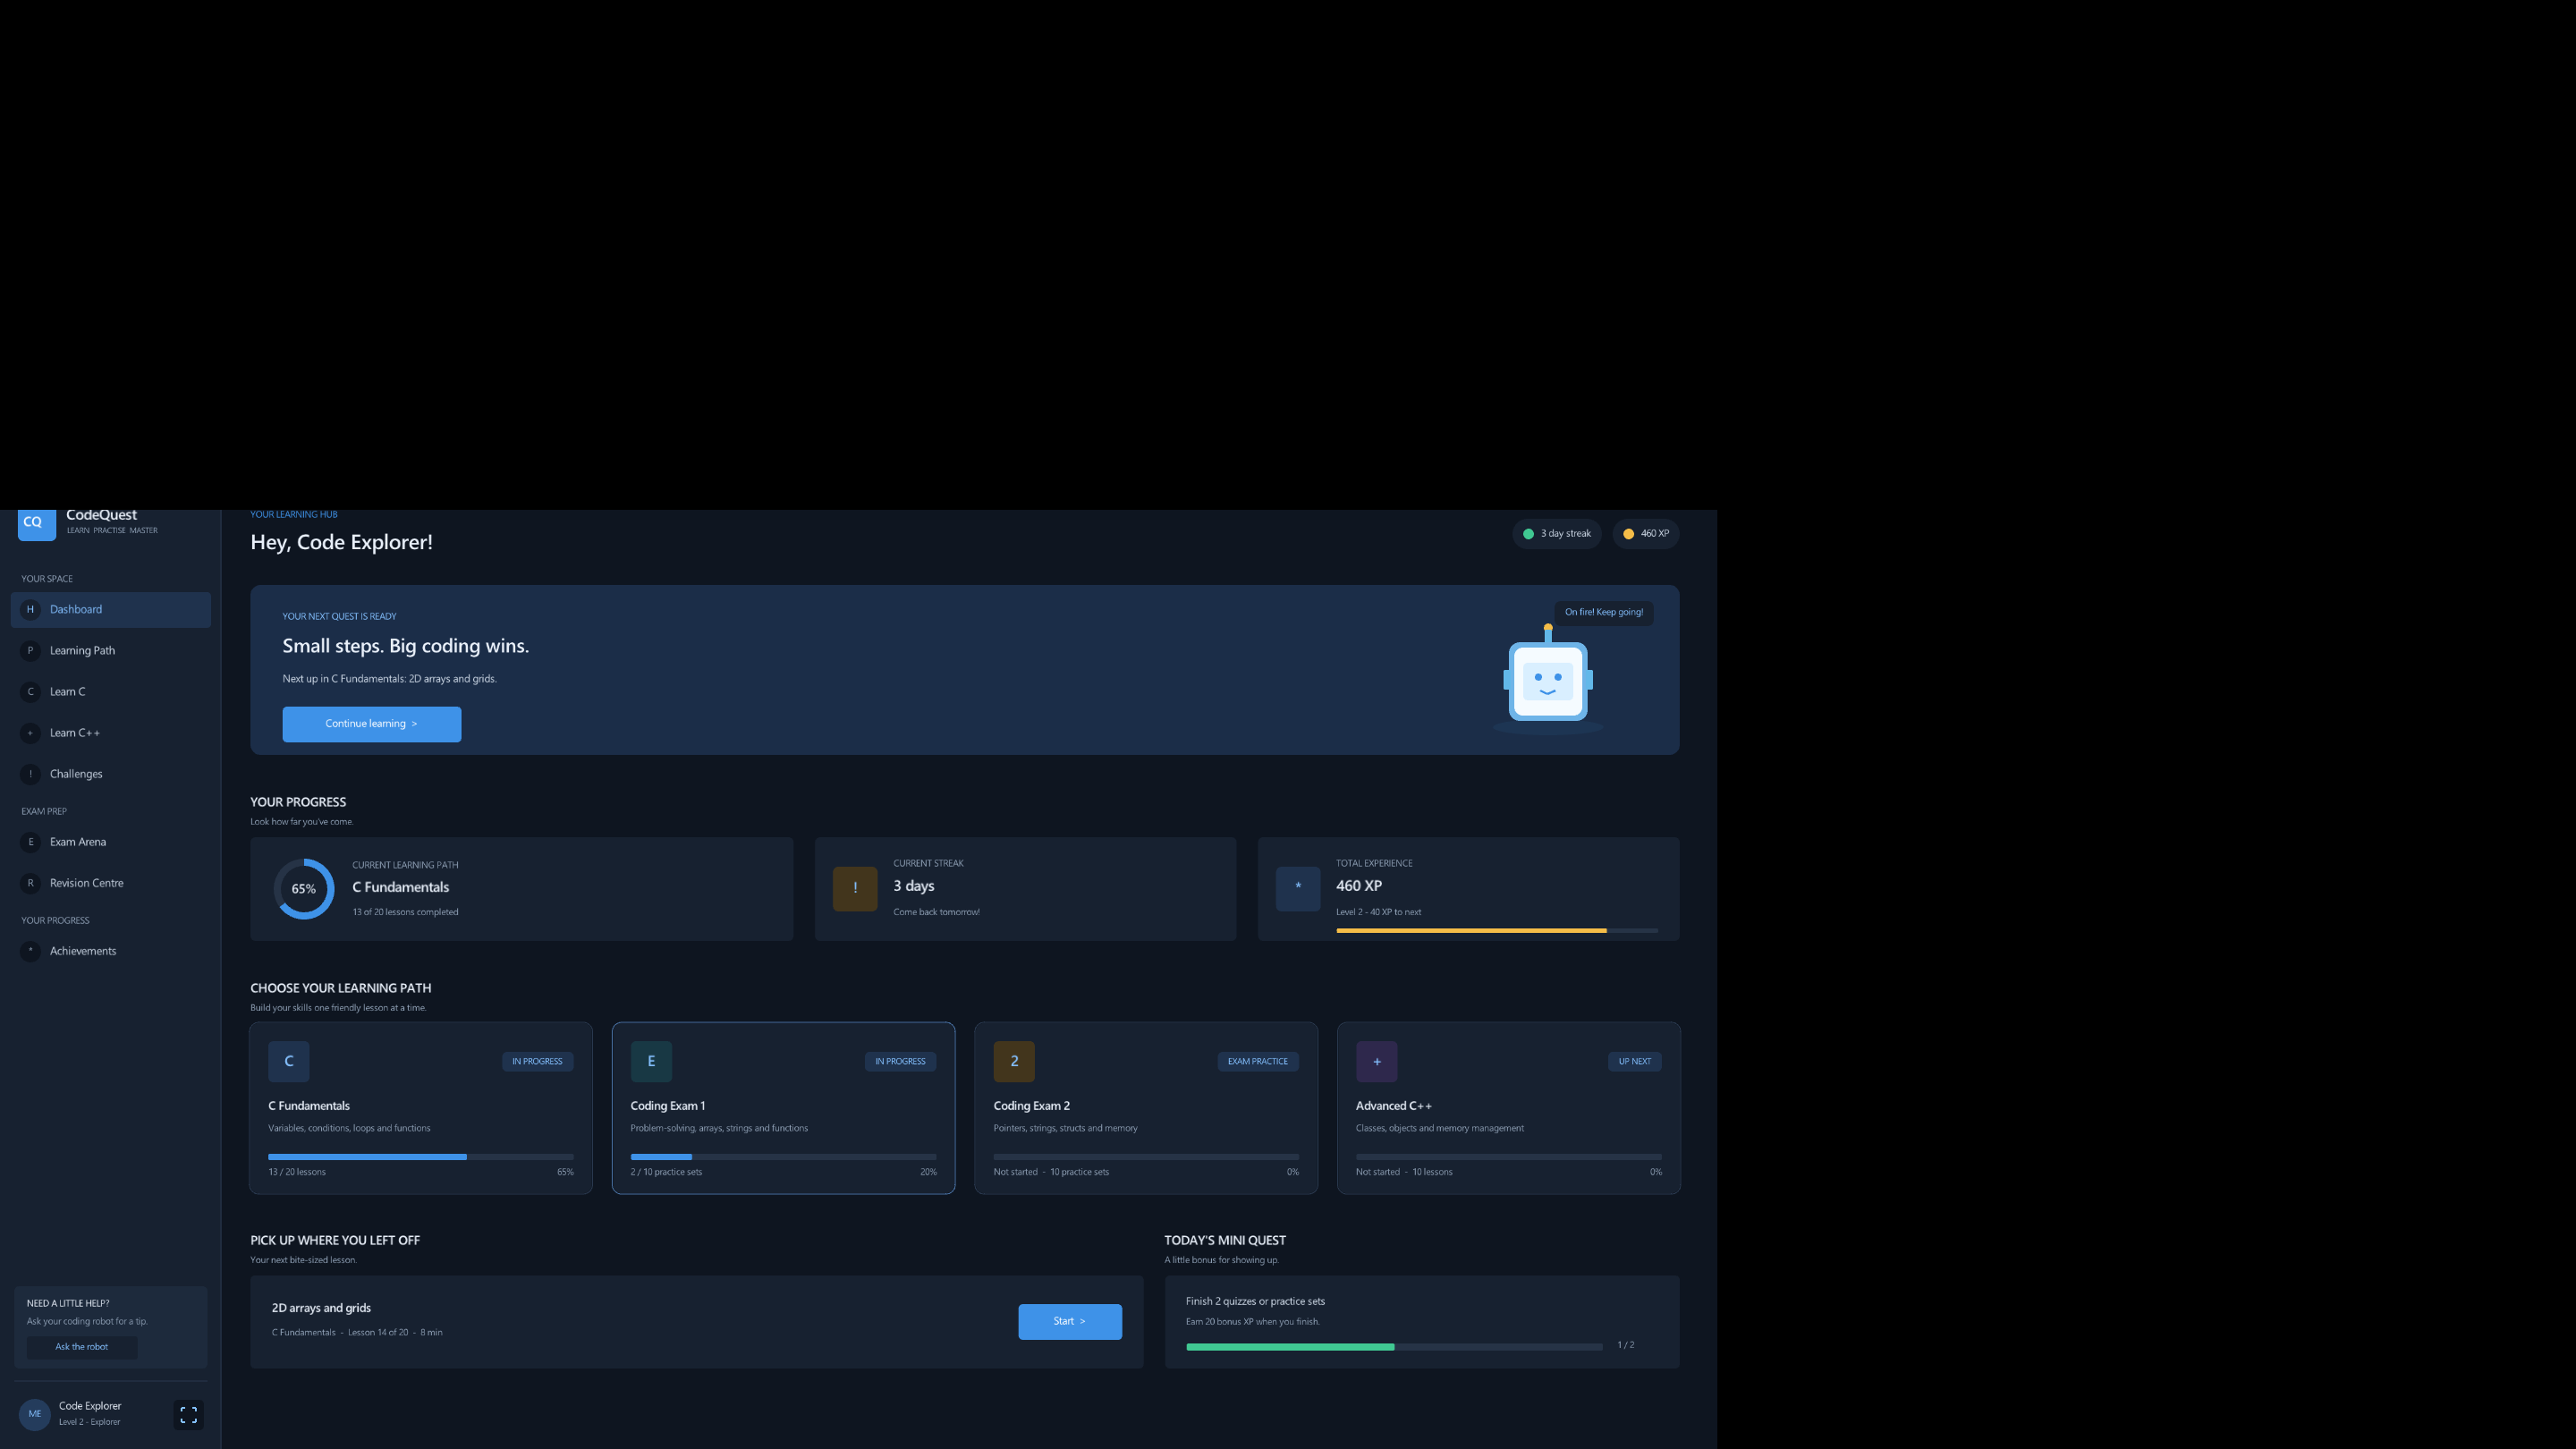 CQ
CodeQuest
LEARN PRACTISE MASTER
YOUR SPACE
H Dashboard
P Learning Path
C Learn C
+ Learn C++
! Challenges
EXAM PREP
E Exam Arena
R Revision Centre
YOUR PROGRESS
* Achievements
NEED A LITTLE HELP?
Ask your coding robot for a tip.
Ask the robot
ME
Code Explorer
Level 2 - Explorer
YOUR LEARNING HUB
Hey, Code Explorer!
3 day streak
460 XP
YOUR NEXT QUEST IS READY
Small steps. Big coding wins.
Next up in C Fundamentals: 2D arrays and grids.
Continue learning >
On fire! Keep going!
YOUR PROGRESS
Look how far you've come.
65%
CURRENT LEARNING PATH
C Fundamentals
13 of 20 lessons completed
!
CURRENT STREAK
3 days
Come back tomorrow!
*
TOTAL EXPERIENCE
460 XP
Level 2 - 40 XP to next
CHOOSE YOUR LEARNING PATH
Build your skills one friendly lesson at a time.
C
IN PROGRESS
C Fundamentals
Variables, conditions, loops and functions
13 / 20 lessons
65%
E
IN PROGRESS
Coding Exam 1
Problem-solving, arrays, strings and functions
2 / 10 practice sets
20%
2
EXAM PRACTICE
Coding Exam 2
Pointers, strings, structs and memory
Not started - 10 practice sets
0%
+
UP NEXT
Advanced C++
Classes, objects and memory management
Not started - 10 lessons
0%
PICK UP WHERE YOU LEFT OFF
Your next bite-sized lesson.
2D arrays and grids
C Fundamentals - Lesson 14 of 20 - 8 min
Start >
TODAY'S MINI QUEST
A little bonus for showing up.
Finish 2 quizzes or practice sets
Earn 20 bonus XP when you finish.
1 / 2